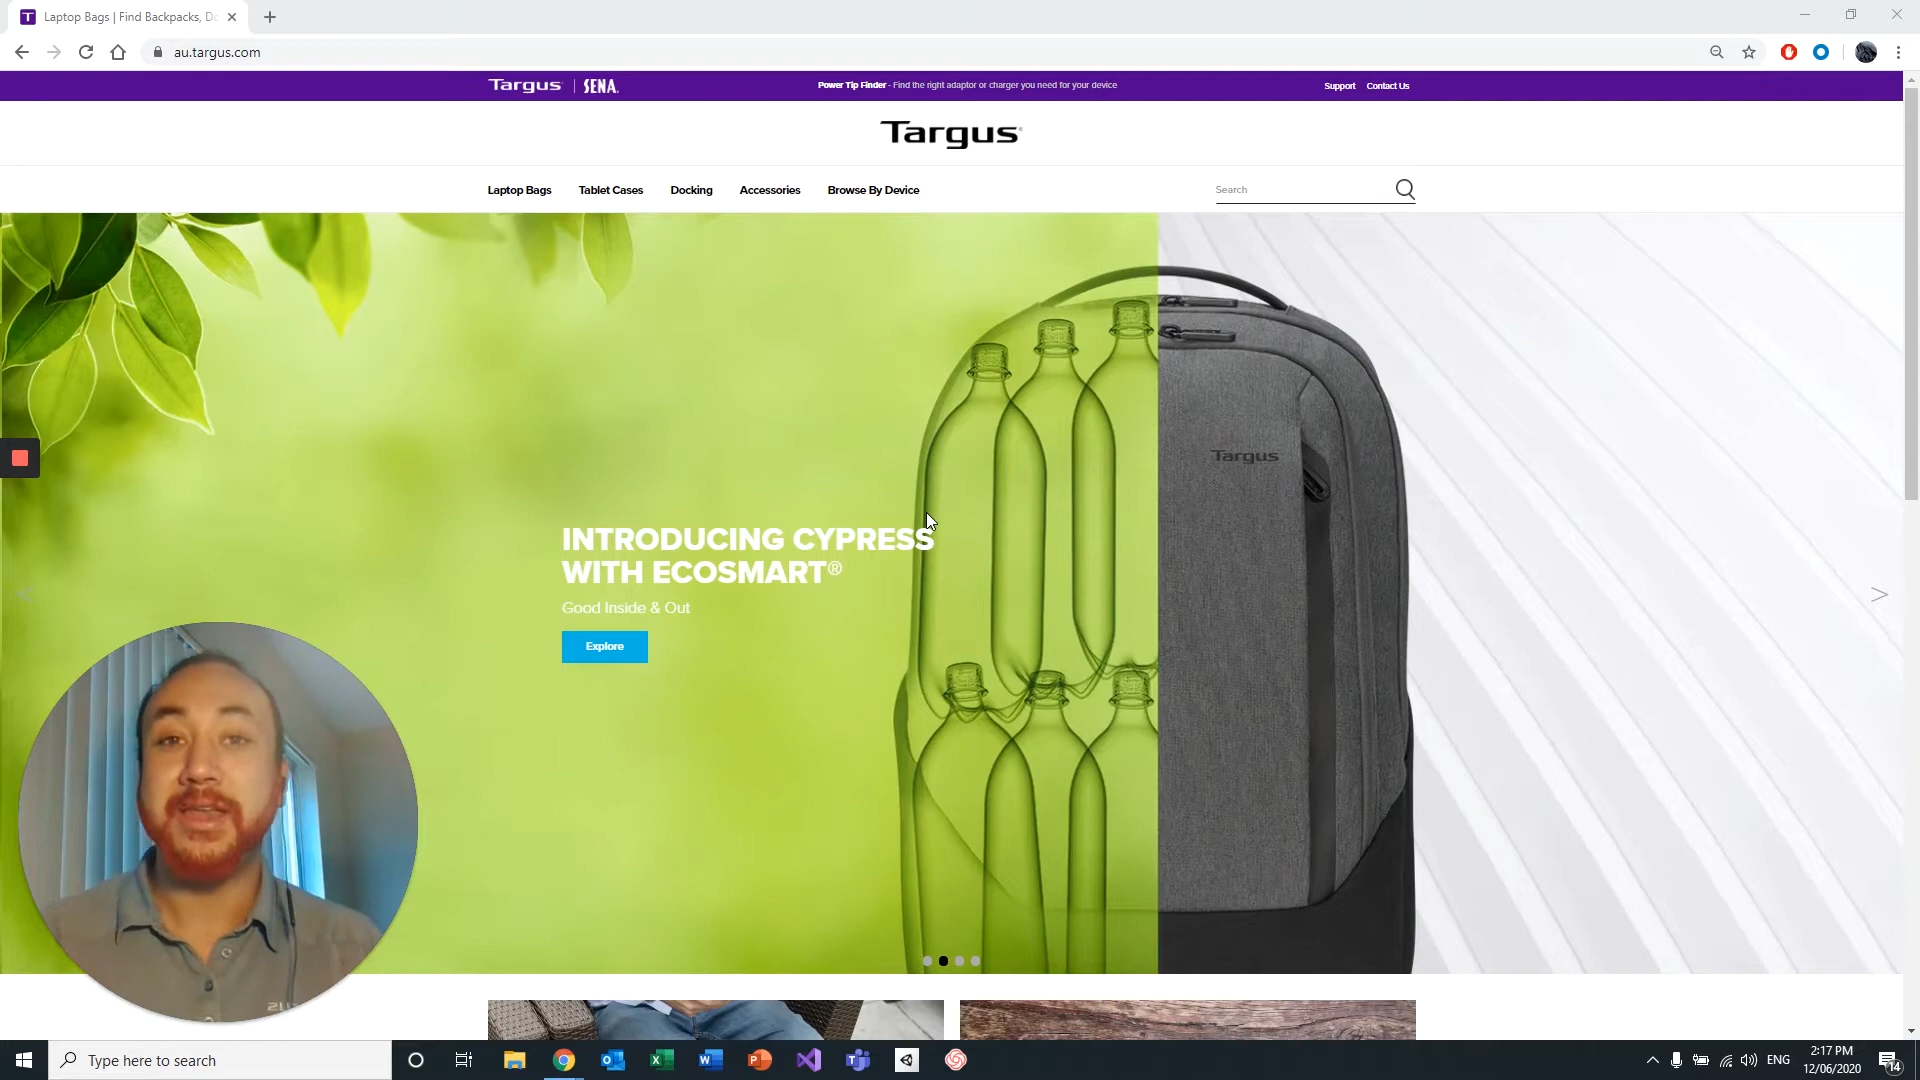 Laptop Bags | Find Backpacks, Do
au.targus.com
Targus | SENA
Power Tip Finder - Find the right adaptor or charger you need for your device
Support Contact Us
Targus
Laptop Bags Tablet Cases Docking Accessories Browse By Device
Search
Targus
INTRODUCING CYPRESS
WITH ECOSMART®
Good Inside & Out
Explore
Type here to search
ENG
2:17 PM
12/06/2020
14